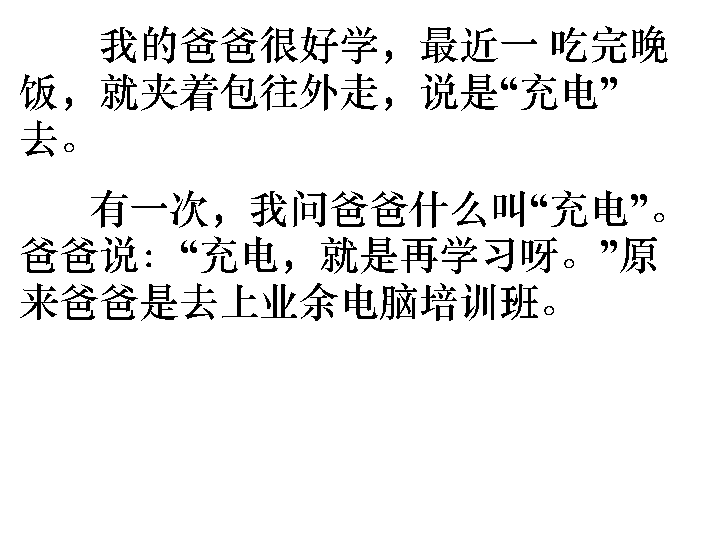 我的爸爸很好学，最近一 吃完晚
饭，就夹着包往外走，说是“充电”
去。
有一次，我问爸爸什么叫“充电”。
爸爸说：“充电，就是再学习呀。”原
来爸爸是去上业余电脑培训班。